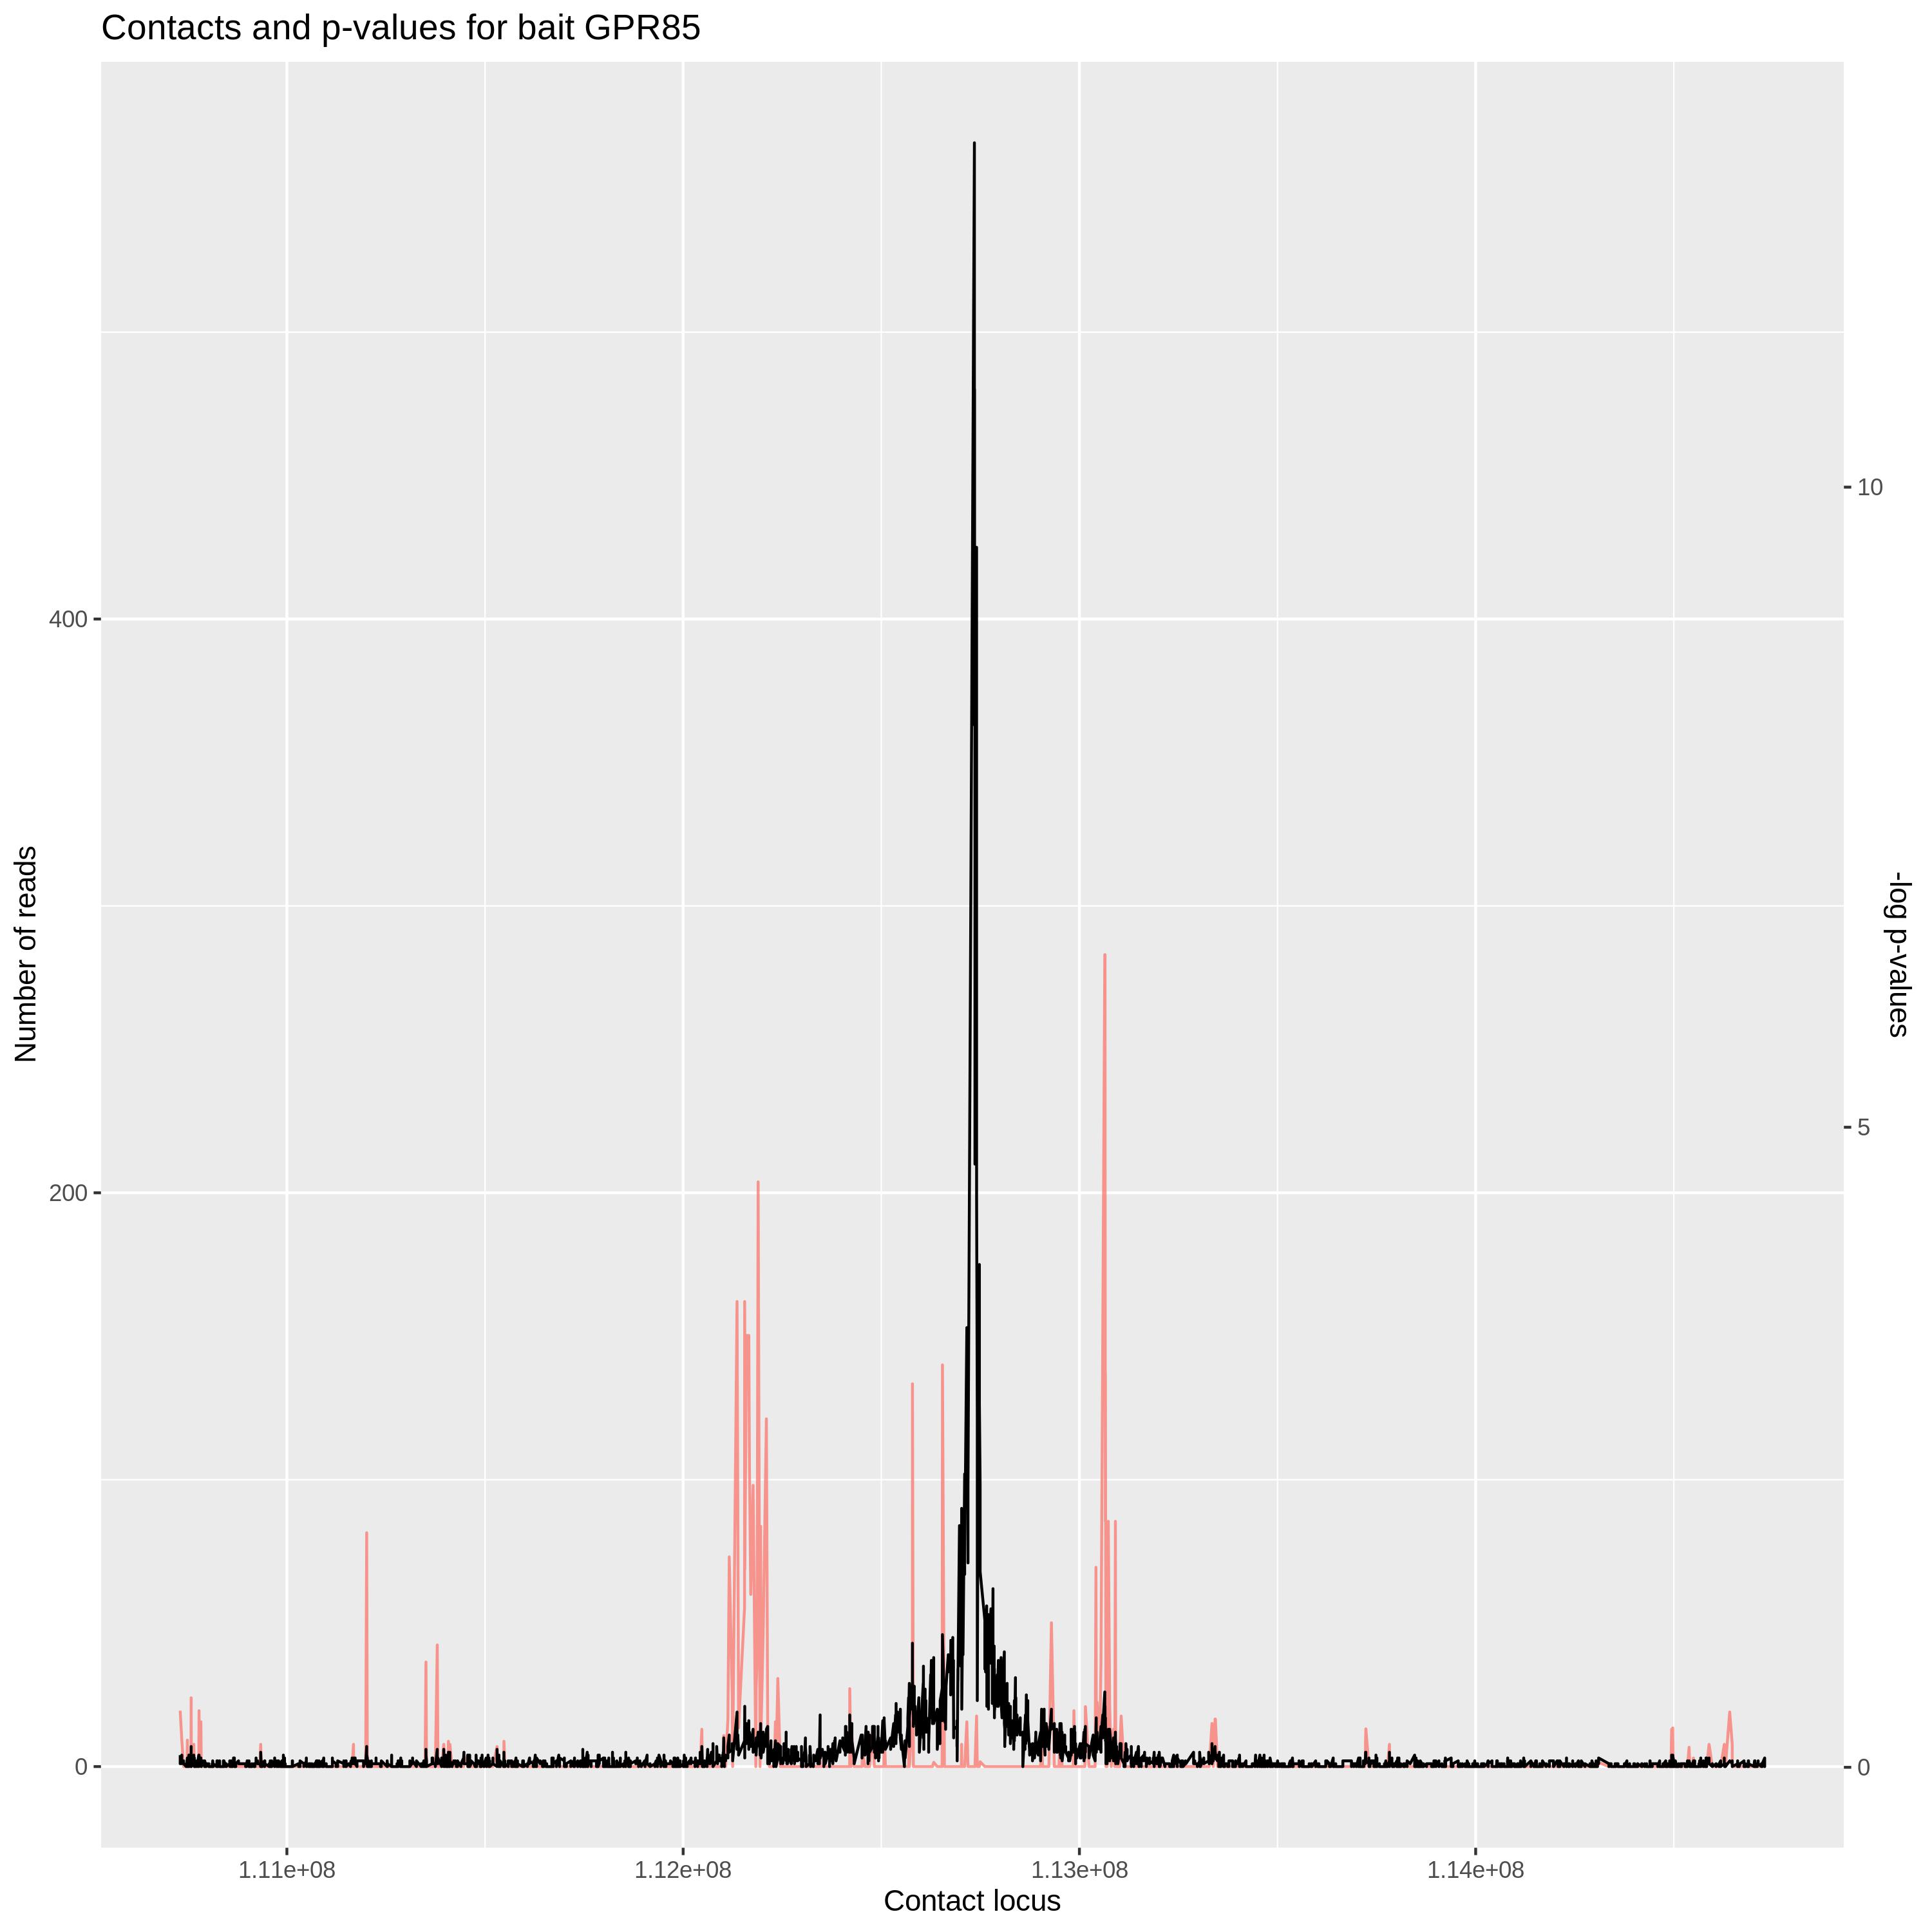 Contacts and p-values for bait GPR85
Number of reads
400
200
0
10
5
0
-log p-values
1.11e+08
1.12e+08
1.13e+08
1.14e+08
Contact locus